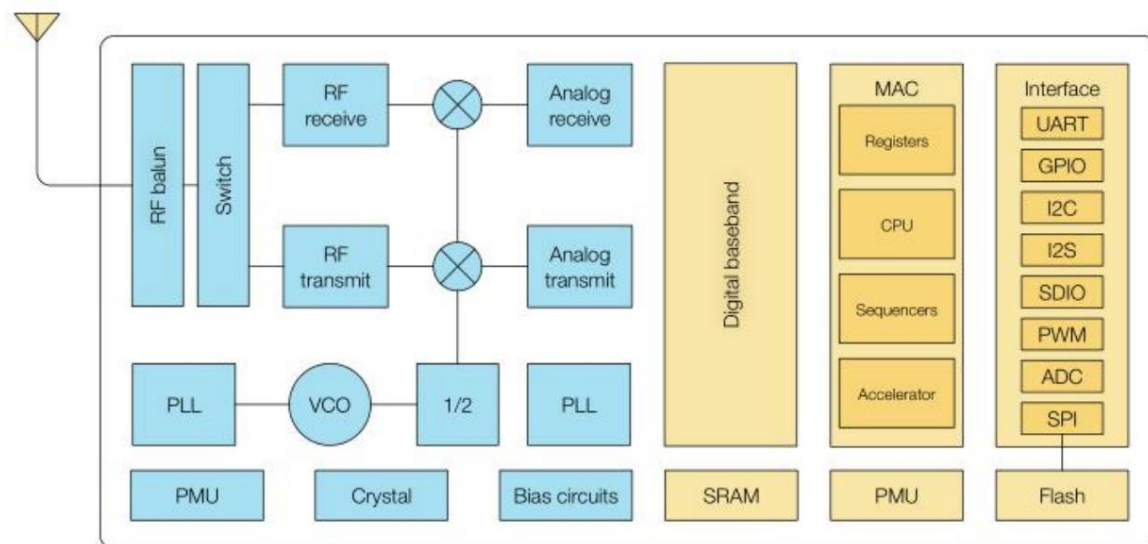 RF balun
Switch
RF
receive
Analog
receive
RF
transmit
Analog
transmit
PLL
VCO
1/2
PLL
PMU
Crystal
Bias circuits
Digital baseband
SRAM
MAC
Registers
CPU
Sequencers
Accelerator
PMU
Interface
UART
GPIO
I2C
I2S
SDIO
PWM
ADC
SPI
Flash